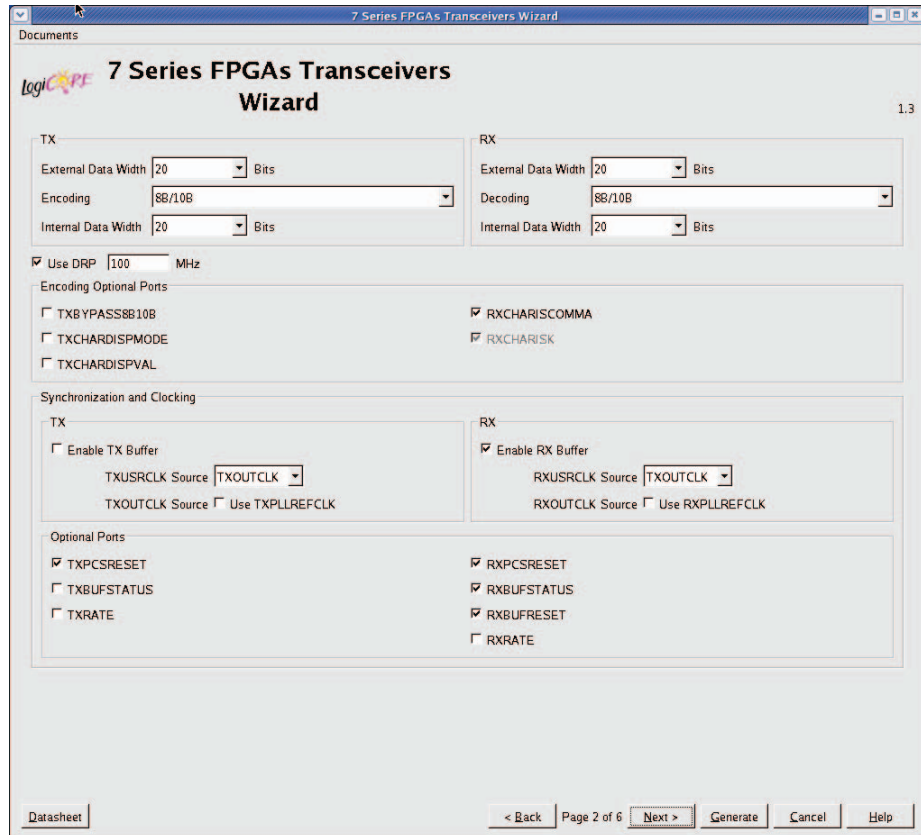 7 Series FPGAs Transceivers Wizard
Documents
logiCORE
7 Series FPGAs Transceivers
Wizard
1.3
TX
External Data Width 20 Bits
Encoding 8B/10B
Internal Data Width 20 Bits
RX
External Data Width 20 Bits
Decoding 8B/10B
Internal Data Width 20 Bits
Use DRP 100 MHz
Encoding Optional Ports
TXBYPASS8B10B
TXCHARDISPMODE
TXCHARDISPVAL
RXCHARISCOMMA
RXCHARISK
Synchronization and Clocking
TX
Enable TX Buffer
TXUSRCLK Source TXOUTCLK
TXOUTCLK Source Use TXPLLREFCLK
RX
Enable RX Buffer
RXUSRCLK Source TXOUTCLK
RXOUTCLK Source Use RXPLLREFCLK
Optional Ports
TXPCSRESET
TXBUFSTATUS
TXRATE
RXPCSRESET
RXBUFSTATUS
RXBUFRESET
RXRATE
Datasheet
< Back Page 2 of 6 Next > Generate Cancel Help